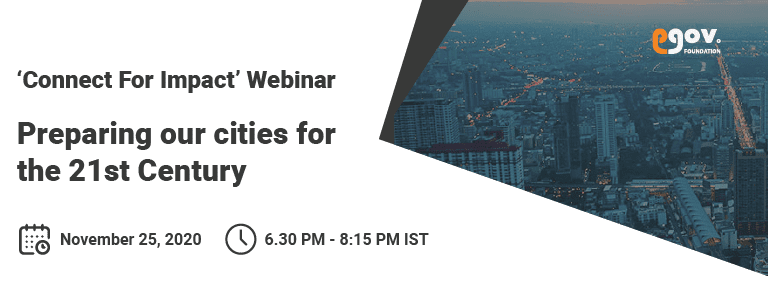 egov.
FOUNDATION
‘Connect For Impact’ Webinar
Preparing our cities for
the 21st Century
November 25, 2020
6.30 PM - 8:15 PM IST